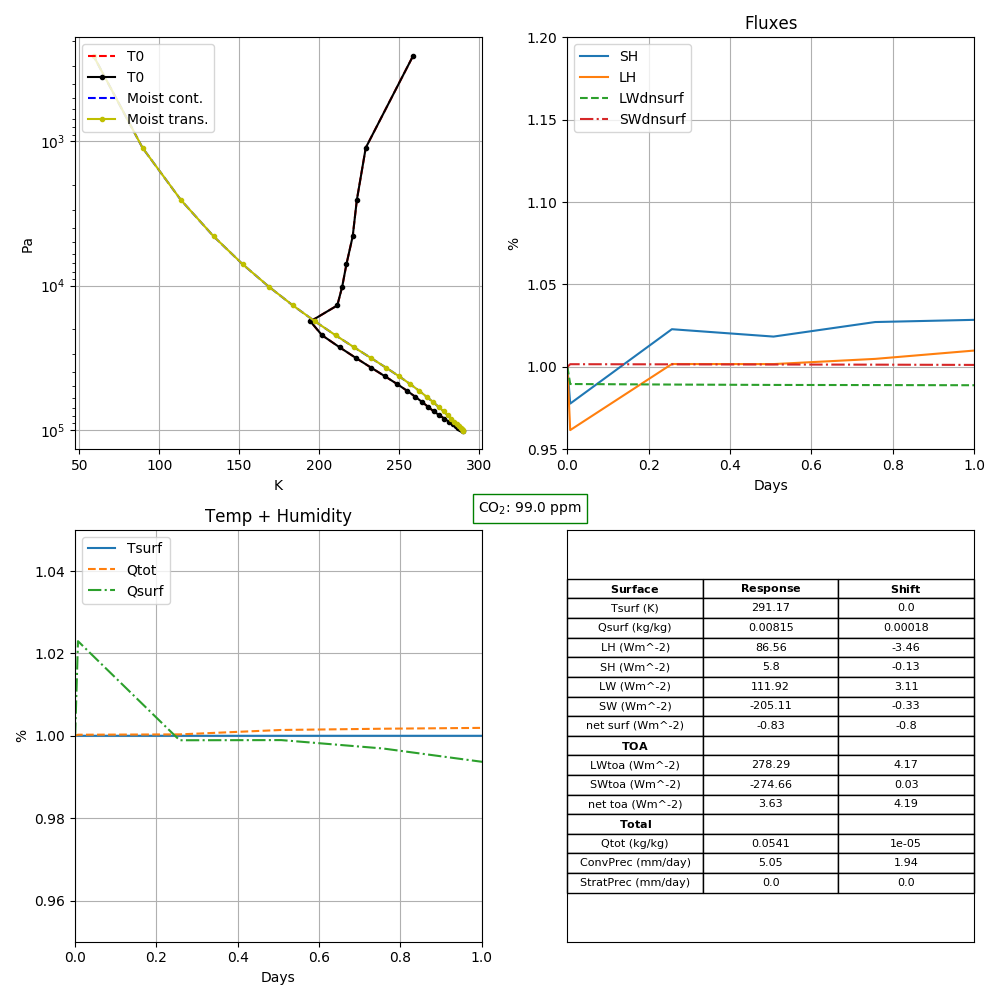 T0
T0
Moist cont.
Moist trans.
10^3
10^4
10^5
Pa
50
100
150
200
250
300
K
Fluxes
SH
LH
LWdnsurf
SWdnsurf
1.20
1.15
1.10
1.05
1.00
0.95
%
0.0
0.2
0.4
0.6
0.8
1.0
Days
CO₂: 99.0 ppm
Temp + Humidity
Tsurf
Qtot
Qsurf
1.04
1.02
1.00
0.98
0.96
%
0.0
0.2
0.4
0.6
0.8
1.0
Days
Surface Response Shift
Tsurf (K) 291.17 0.0
Qsurf (kg/kg) 0.00815 0.00018
LH (Wm^-2) 86.56 -3.46
SH (Wm^-2) 5.8 -0.13
LW (Wm^-2) 111.92 3.11
SW (Wm^-2) -205.11 -0.33
net surf (Wm^-2) -0.83 -0.8
TOA
LWtoa (Wm^-2) 278.29 4.17
SWtoa (Wm^-2) -274.66 0.03
net toa (Wm^-2) 3.63 4.19
Total
Qtot (kg/kg) 0.0541 1e-05
ConvPrec (mm/day) 5.05 1.94
StratPrec (mm/day) 0.0 0.0